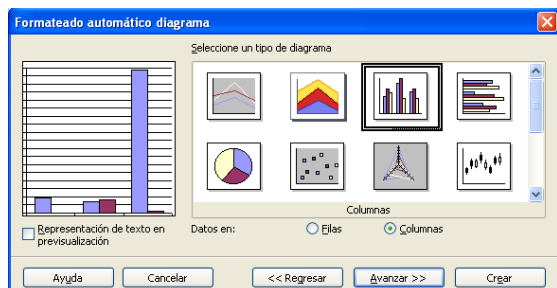 Formateado automático diagrama
Seleccione un tipo de diagrama
Columnas
Representación de texto en
previsualización
Datos en:
Filas
Columnas
Ayuda
Cancelar
<< Regresar
Avanzar >>
Crear